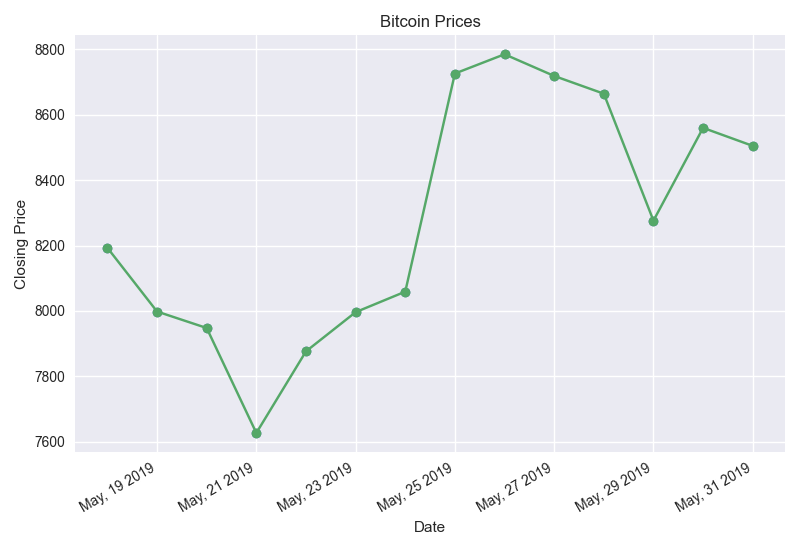 Bitcoin Prices
8800
8600
8400
8200
8000
7800
7600
Closing Price
May, 19 2019
May, 21 2019
May, 23 2019
May, 25 2019
May, 27 2019
May, 29 2019
May, 31 2019
Date